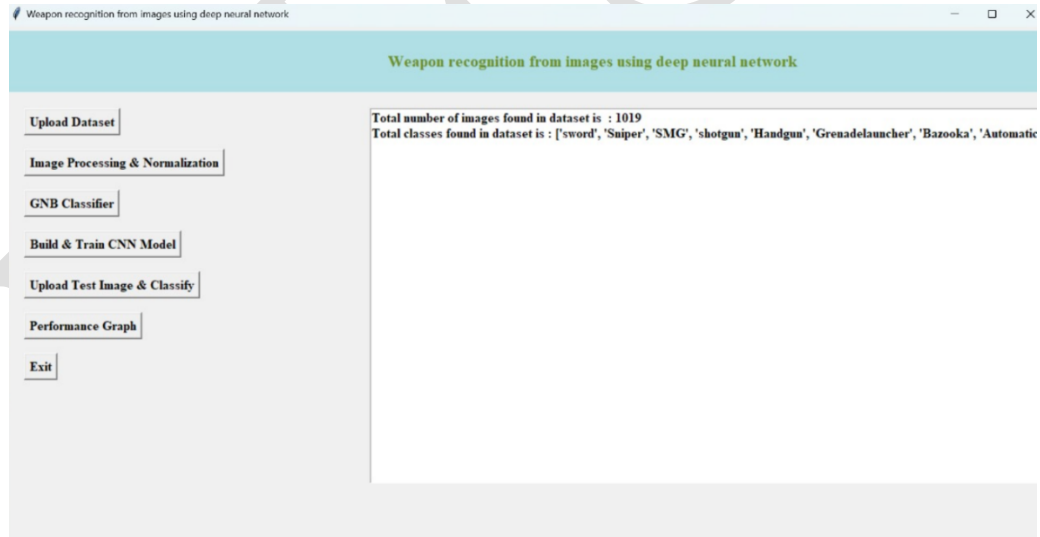 Weapon recognition from images using deep neural network
Weapon recognition from images using deep neural network
Upload Dataset
Image Processing & Normalization
GNB Classifier
Build & Train CNN Model
Upload Test Image & Classify
Performance Graph
Exit
Total number of images found in dataset is : 1019
Total classes found in dataset is : ['sword', 'Sniper', 'SMG', 'shotgun', 'Handgun', 'Grenadelauncher', 'Bazooka', 'Automatic